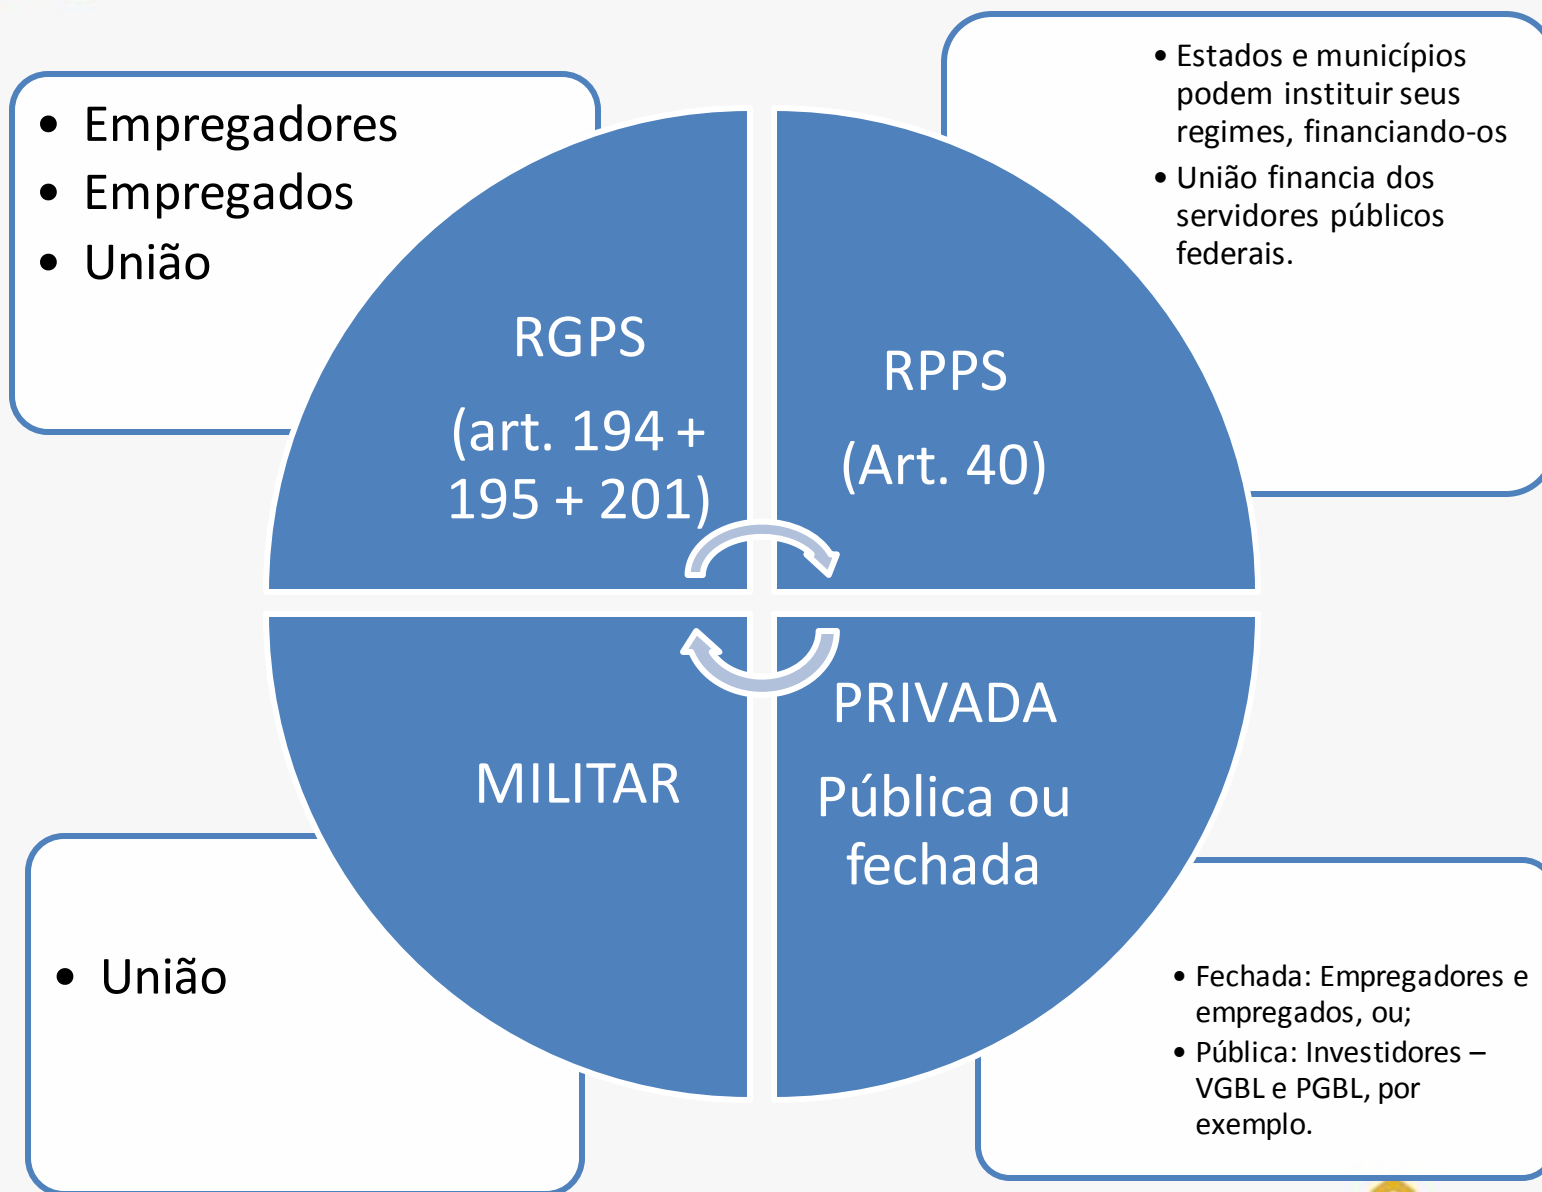 • Empregadores
• Empregados
• União
• Estados e municípios
podem instituir seus
regimes, financiando-os
• União financia dos
servidores públicos
federais.
RGPS
(art. 194 +
195 + 201)
RPPS
(Art. 40)
MILITAR
PRIVADA
Pública ou
fechada
• União
• Fechada: Empregadores e
empregados, ou;
• Pública: Investidores –
VGBL e PGBL, por
exemplo.